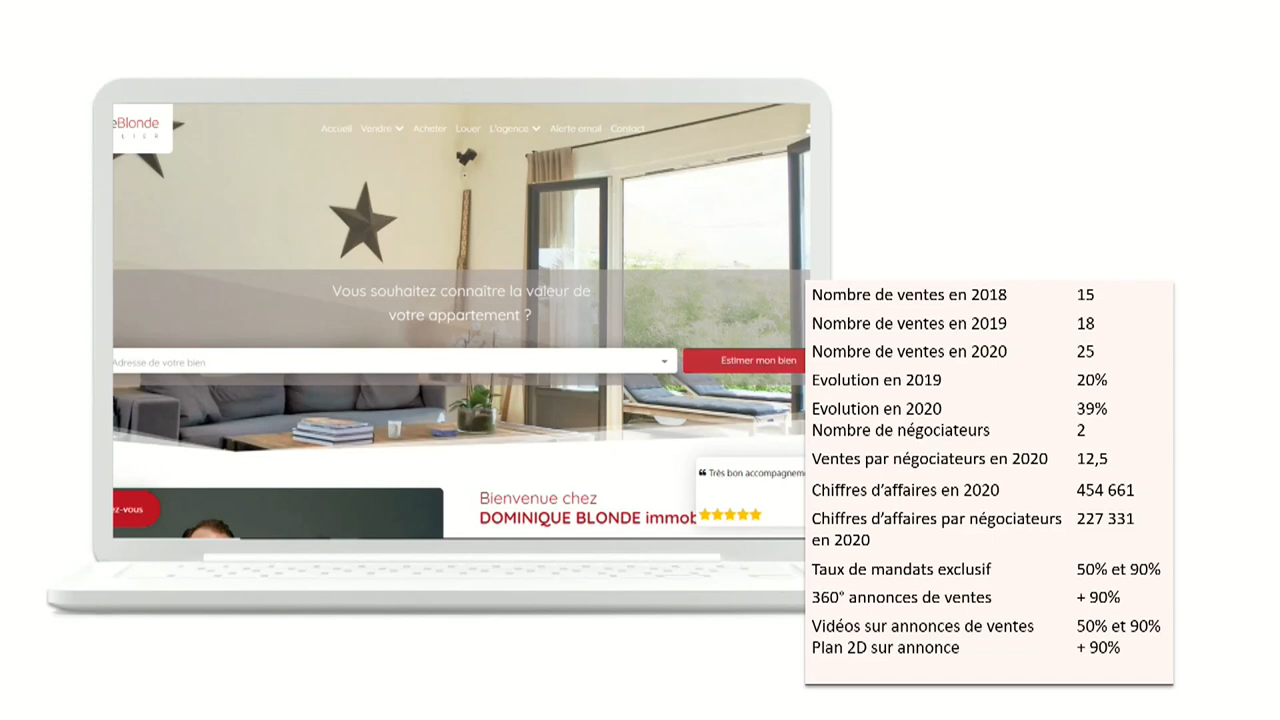 eBlonde
LIER
Accueil Vendre Acheter Louer L'agence Alerte email Contact
Vous souhaitez connaître la valeur de
votre appartement ?
Adresse de votre bien
Estimer mon bien
ez-vous
Bienvenue chez
DOMINIQUE BLONDE immob
Très bon accompagnem
Nombre de ventes en 2018 15
Nombre de ventes en 2019 18
Nombre de ventes en 2020 25
Evolution en 2019 20%
Evolution en 2020 39%
Nombre de négociateurs 2
Ventes par négociateurs en 2020 12,5
Chiffres d'affaires en 2020 454 661
Chiffres d'affaires par négociateurs 227 331
en 2020
Taux de mandats exclusif 50% et 90%
360° annonces de ventes + 90%
Vidéos sur annonces de ventes 50% et 90%
Plan 2D sur annonce + 90%